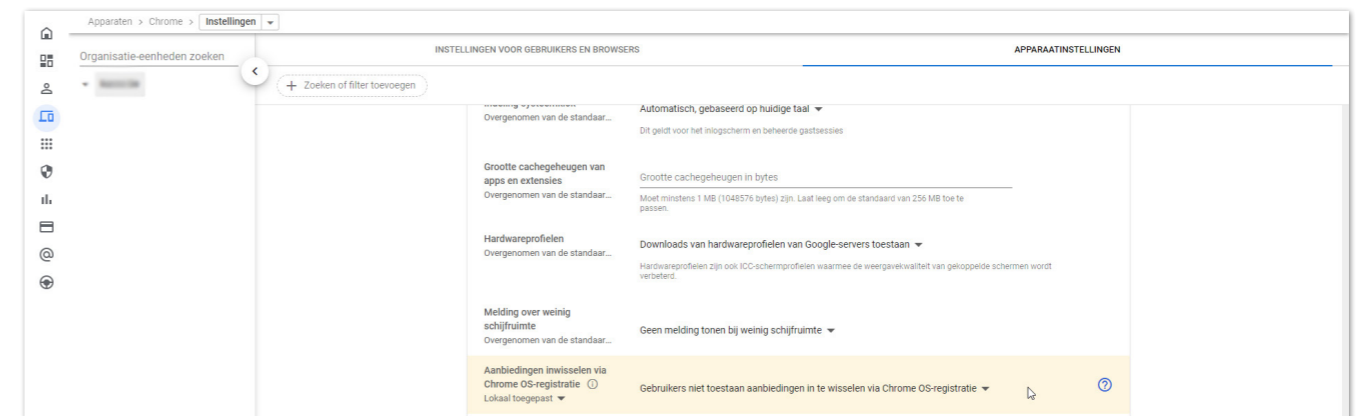 Apparaten > Chrome > Instellingen
Organisatie-eenheden zoeken
INSTELLINGEN VOOR GEBRUIKERS EN BROWSERS
APPARAATINSTELLINGEN
+ Zoeken of filter toevoegen
Overgenomen van de standaar...
Automatisch, gebaseerd op huidige taal
Dit geldt voor het inlogscherm en beheerde gastsessies
Grootte cachegeheugen van
apps en extensies
Overgenomen van de standaar...
Grootte cachegeheugen in bytes
Moet minstens 1 MB (1048576 bytes) zijn. Laat leeg om de standaard van 256 MB toe te
passen.
Hardwareprofielen
Overgenomen van de standaar...
Downloads van hardwareprofielen van Google-servers toestaan
Hardwareprofielen zijn ook ICC-schermprofielen waarmee de weergavekwaliteit van gekoppelde schermen wordt
verbeterd.
Melding over weinig
schijfruimte
Overgenomen van de standaar...
Geen melding tonen bij weinig schijfruimte
Aanbiedingen inwisselen via
Chrome OS-registratie
Lokaal toegepast
Gebruikers niet toestaan aanbiedingen in te wisselen via Chrome OS-registratie